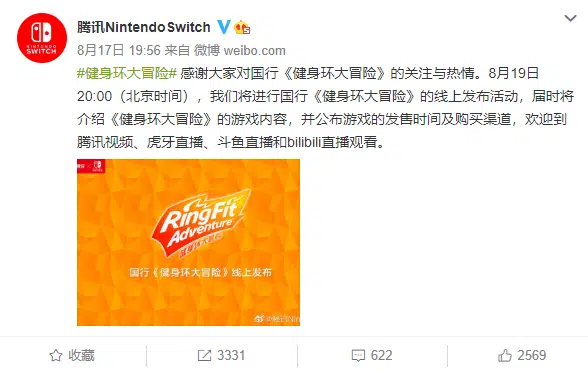 腾讯NintendoSwitch
8月17日 19:56 来自 微博 weibo.com
#健身环大冒险# 感谢大家对国行《健身环大冒险》的关注与热情。8月19日
20:00（北京时间），我们将进行国行《健身环大冒险》的线上发布活动，届时将
介绍《健身环大冒险》的游戏内容，并公布游戏的发售时间及购买渠道，欢迎到
腾讯视频、虎牙直播、斗鱼直播和bilibili直播观看。
RingFit
Adventure
健身环大冒险
国行《健身环大冒险》线上发布
NINTENDO
SWITCH
收藏
3331
622
2569